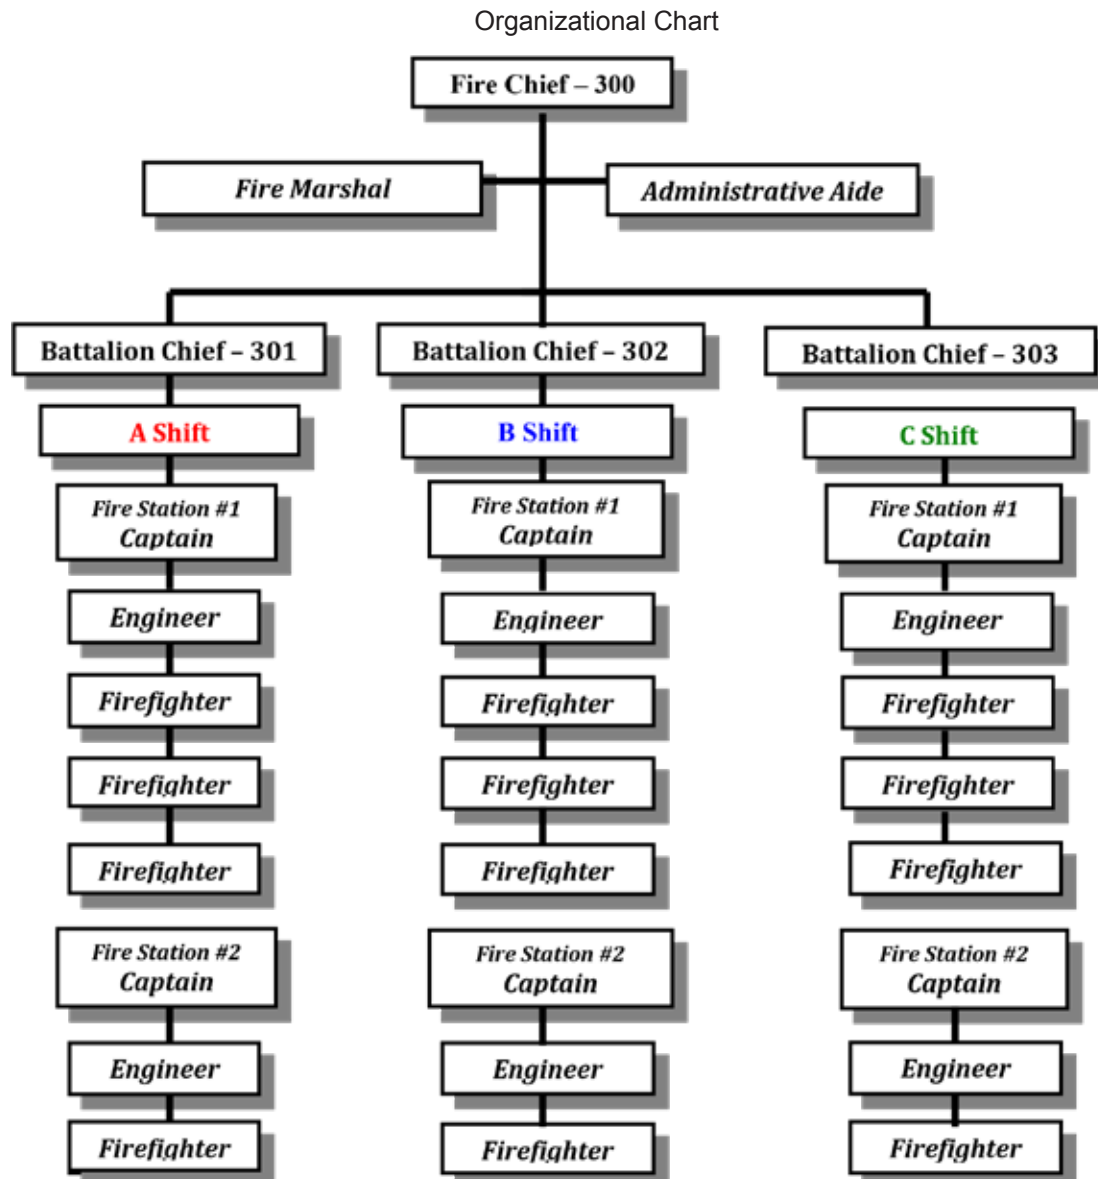 Organizational Chart
Fire Chief – 300
Fire Marshal
Administrative Aide
Battalion Chief – 301
Battalion Chief – 302
Battalion Chief – 303
A Shift
B Shift
C Shift
Fire Station #1
Captain
Fire Station #1
Captain
Fire Station #1
Captain
Engineer
Engineer
Engineer
Firefighter
Firefighter
Firefighter
Firefighter
Firefighter
Firefighter
Firefighter
Firefighter
Firefighter
Fire Station #2
Captain
Fire Station #2
Captain
Fire Station #2
Captain
Engineer
Engineer
Engineer
Firefighter
Firefighter
Firefighter